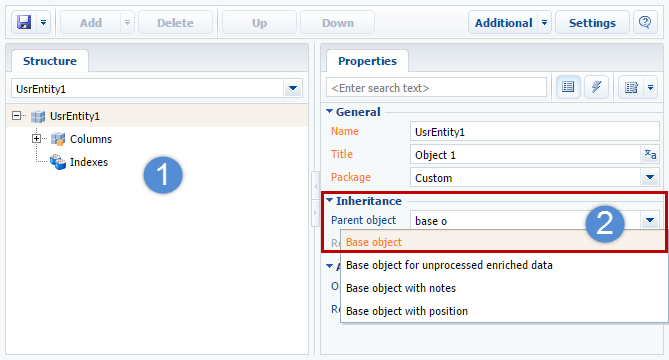 Add
Delete
Up
Down
Additional
Settings
Structure
UsrEntity1
UsrEntity1
Columns
Indexes
1
Properties
<Enter search text>
General
Name UsrEntity1
Title Object 1
Package Custom
Inheritance
Parent object base o
2
Base object
Base object for unprocessed enriched data
Base object with notes
Base object with position